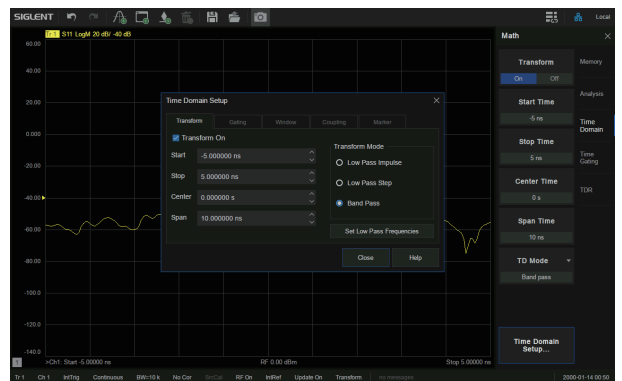 SIGLENT
Local
Tr 1 S11 LogM 20 dB/ -40 dB
60.00
40.00
20.00
0.000
-20.00
-40.00
-60.00
-80.00
-100.0
-120.0
-140.0
Time Domain Setup
Transform Gating Window Coupling Marker
Transform On
Start -5.000000 ns
Stop 5.000000 ns
Center 0.000000 s
Span 10.000000 ns
Transform Mode
Low Pass Impulse
Low Pass Step
Band Pass
Set Low Pass Frequencies
Close Help
Math
Transform
On Off
Start Time
-5 ns
Stop Time
5 ns
Center Time
0 s
Span Time
10 ns
TD Mode
Band pass
Time Domain
Setup...
Memory
Analysis
Time
Domain
Time
Gating
TDR
1 >Ch1: Start -5.00000 ns RF 0.00 dBm Stop 5.00000 ns
Tr 1 Ch 1 IntTrig Continuous BW=10 k No Cor SrcCal RF On IntRef Update On Transform no messages 2000-01-14 00:50